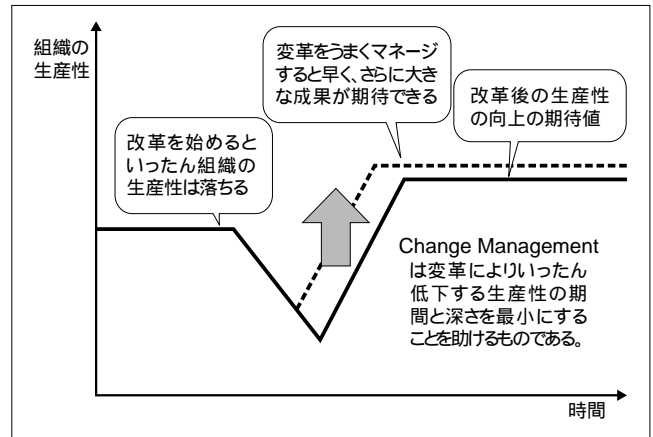 組織の
生産性
変革をうまくマネージ
すると早く、さらに大き
な成果が期待できる
改革後の生産性
の向上の期待値
改革を始めると
いったん組織の
生産性は落ちる
Change Management
は変革によりいったん
低下する生産性の期
間と深さを最小にする
ことを助けるものである。
時間